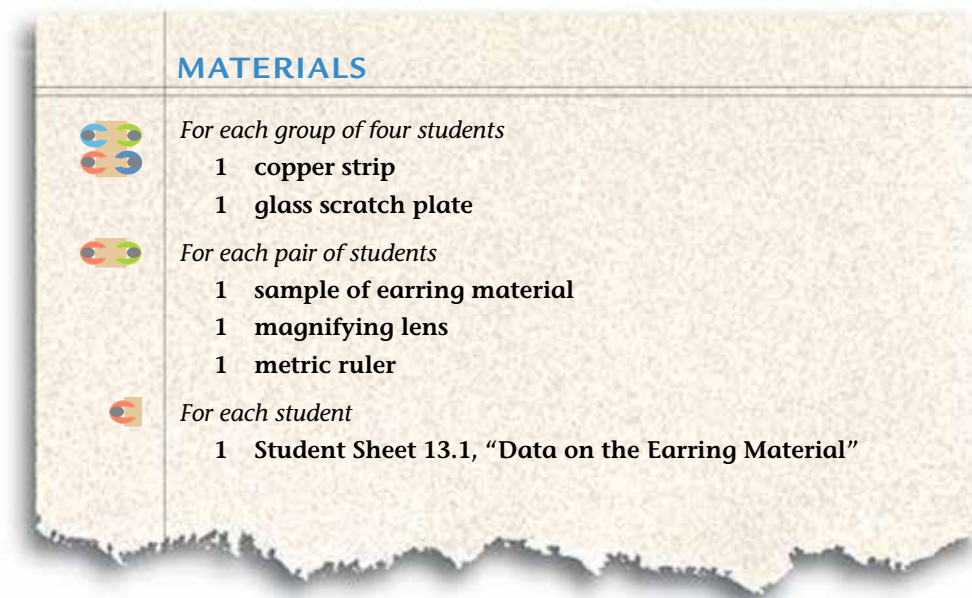 MATERIALS
For each group of four students
1 copper strip
1 glass scratch plate
For each pair of students
1 sample of earring material
1 magnifying lens
1 metric ruler
For each student
1 Student Sheet 13.1, “Data on the Earring Material”